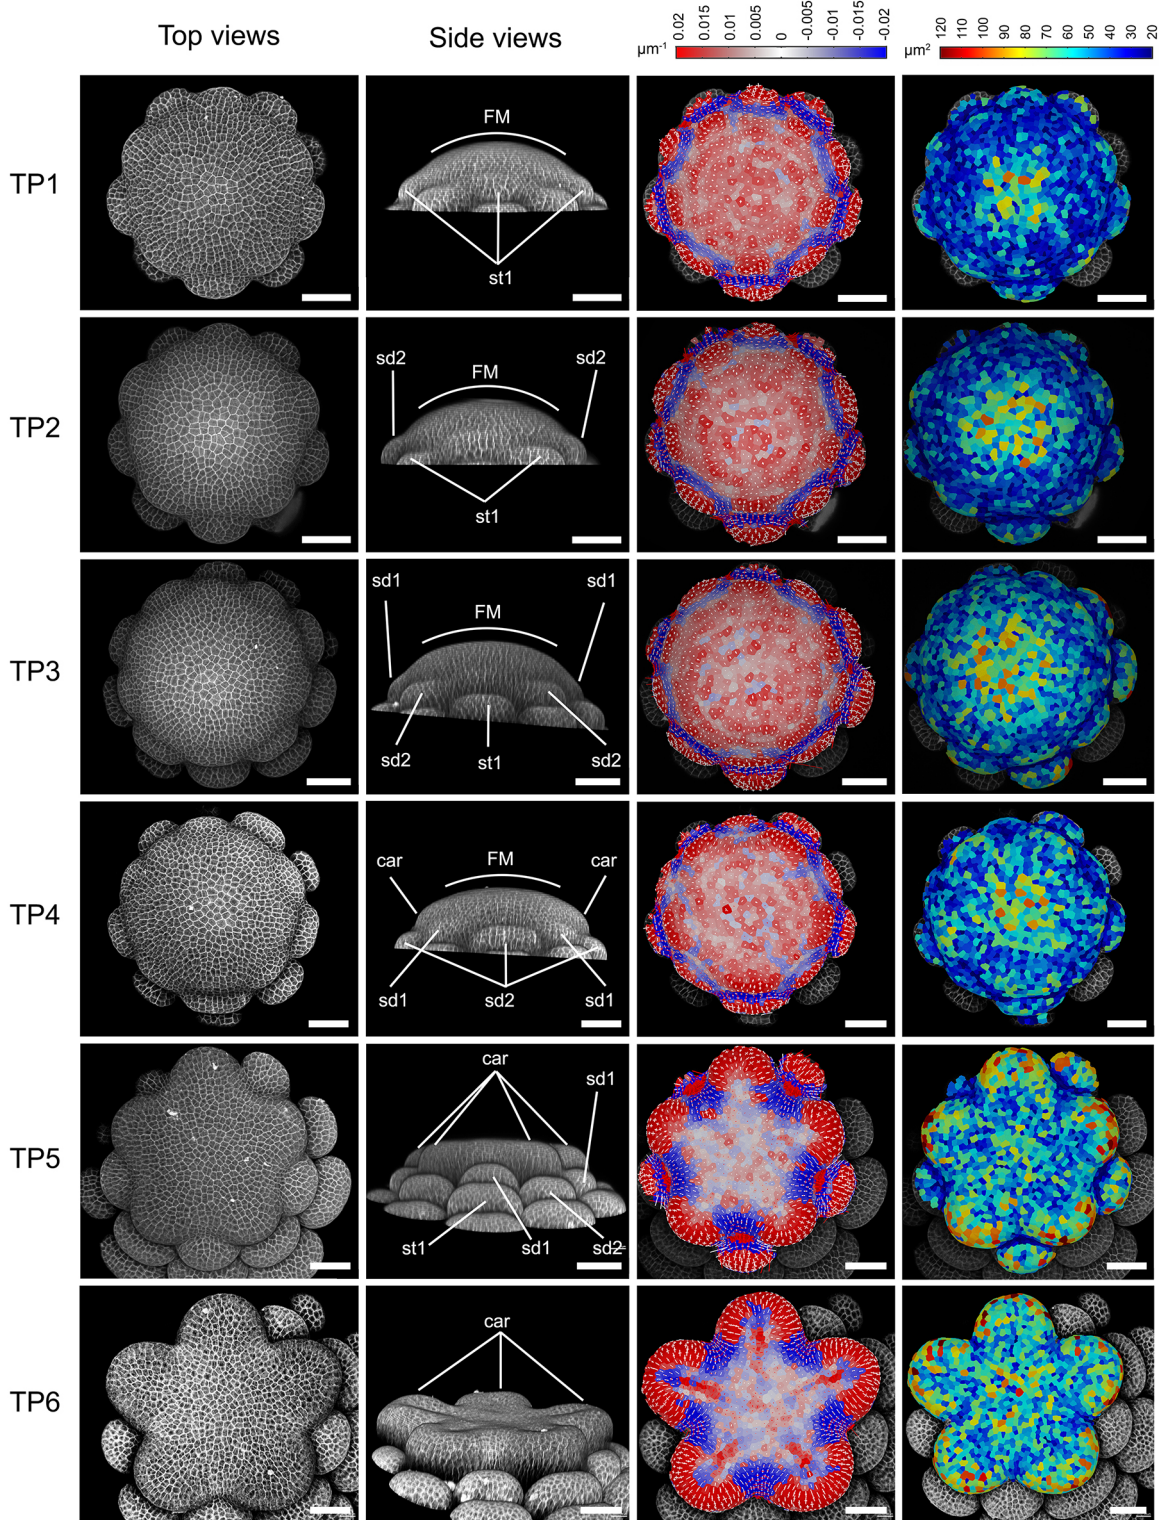 Top views
Side views
µm-1
0.02
0.015
0.01
0.005
0
-0.005
-0.01
-0.015
-0.02
µm2
120
110
100
90
80
70
60
50
40
30
20
TP1
FM
st1
TP2
sd2
FM
sd2
st1
TP3
sd1
FM
sd1
sd2
st1
sd2
TP4
car
FM
car
sd1
sd2
sd1
TP5
car
sd1
st1
sd1
sd2
TP6
car